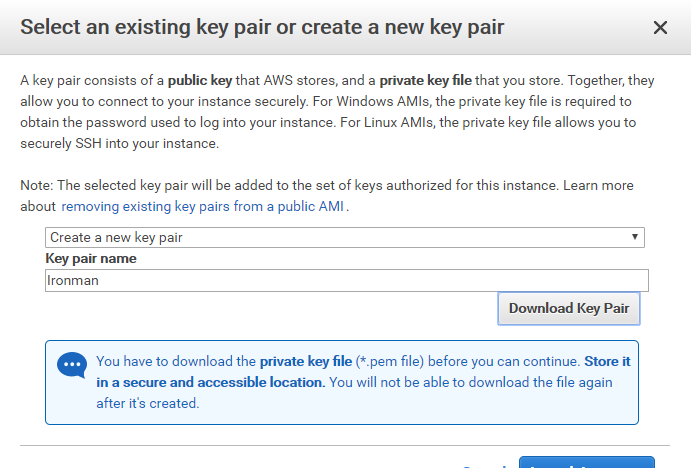 Select an existing key pair or create a new key pair
A key pair consists of a public key that AWS stores, and a private key file that you store. Together, they
allow you to connect to your instance securely. For Windows AMIs, the private key file is required to
obtain the password used to log into your instance. For Linux AMIs, the private key file allows you to
securely SSH into your instance.
Note: The selected key pair will be added to the set of keys authorized for this instance. Learn more
about removing existing key pairs from a public AMI.
Create a new key pair
Key pair name
Ironman
Download Key Pair
You have to download the private key file (*.pem file) before you can continue. Store it
in a secure and accessible location. You will not be able to download the file again
after it's created.